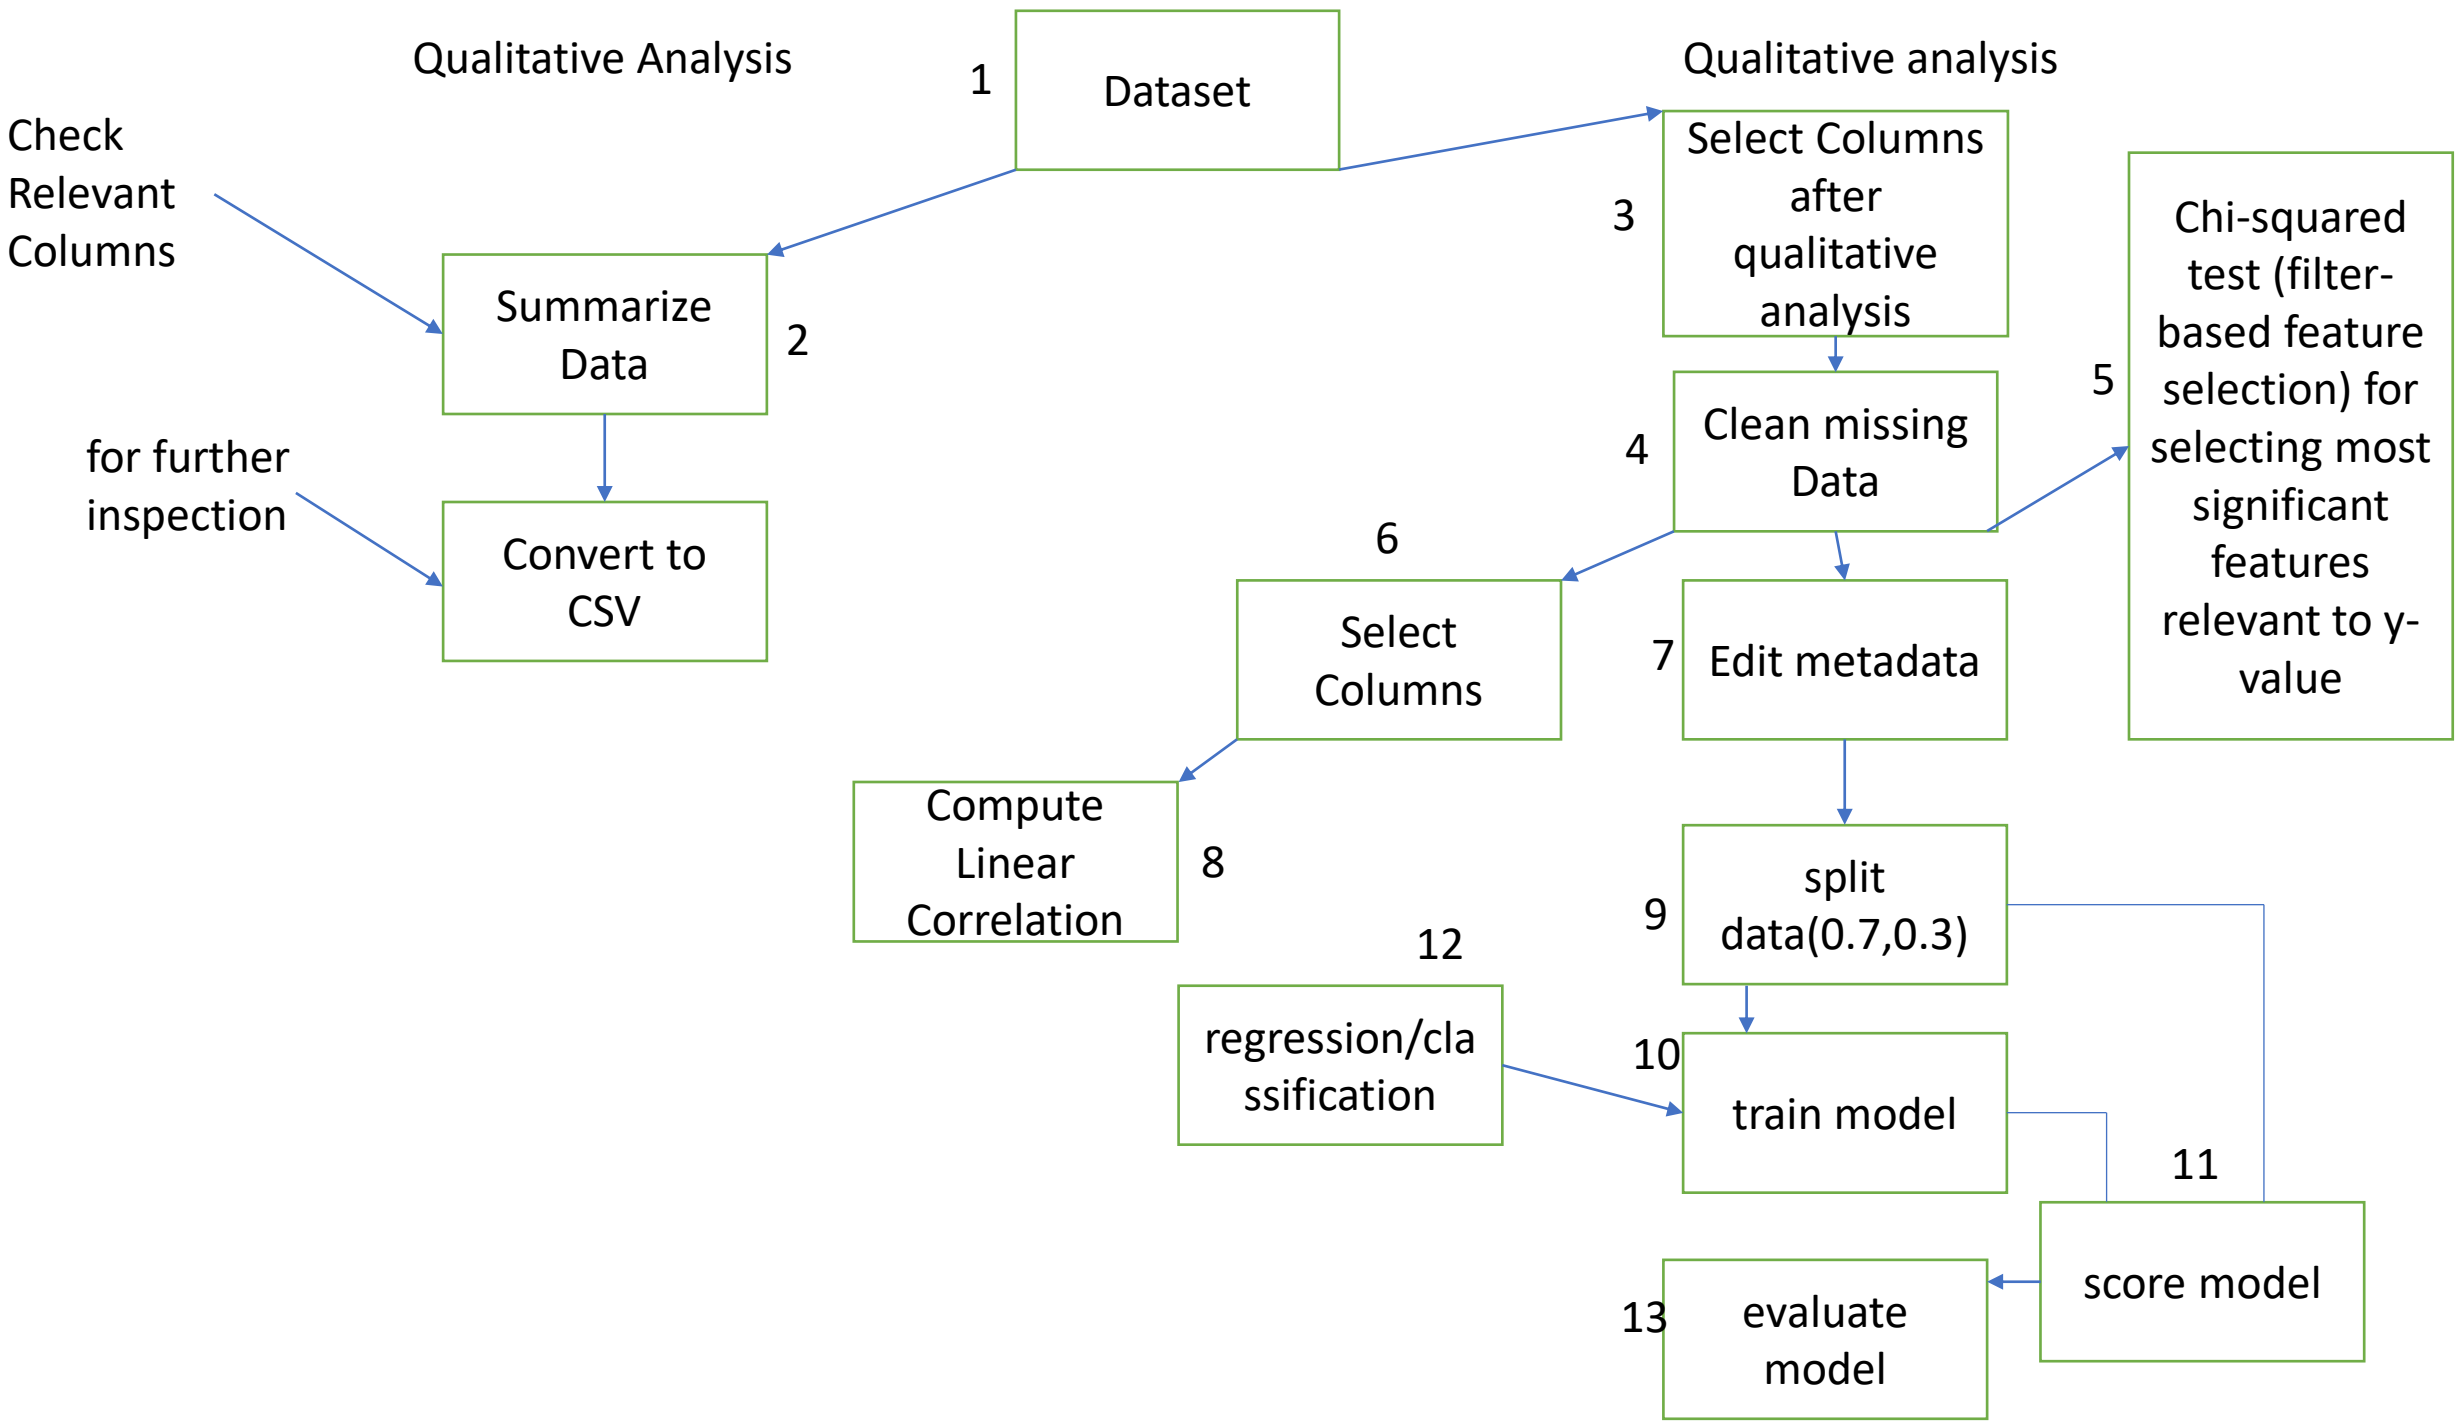 Qualitative Analysis
1
Dataset
Qualitative analysis
Check
Relevant
Columns
Summarize
Data
2
for further
inspection
Convert to
CSV
3
Select Columns
after
qualitative
analysis
4
Clean missing
Data
5
Chi-squared
test (filter-
based feature
selection) for
selecting most
significant
features
relevant to y-
value
6
Select
Columns
7
Edit metadata
Compute
Linear
Correlation
8
9
split
data(0.7,0.3)
12
regression/cla
ssification
10
train model
11
score model
13
evaluate
model